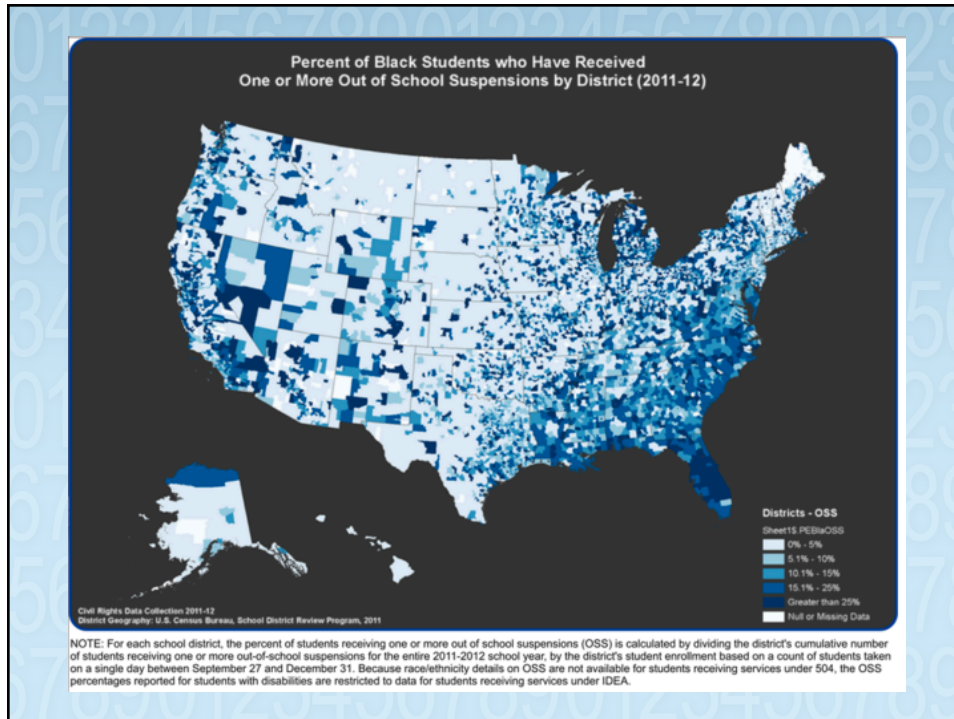 Percent of Black Students who Have Received
One or More Out of School Suspensions by District (2011-12)
Districts - OSS
Sheet1$.PEBlaOSS
0% - 5%
5.1% - 10%
10.1% - 15%
15.1% - 25%
Greater than 25%
Null or Missing Data
Civil Rights Data Collection 2011-12
District Geography: U.S. Census Bureau, School District Review Program, 2011
NOTE: For each school district, the percent of students receiving one or more out of school suspensions (OSS) is calculated by dividing the district's cumulative number
of students receiving one or more out-of-school suspensions for the entire 2011-2012 school year, by the district's student enrollment based on a count of students taken
on a single day between September 27 and December 31. Because race/ethnicity details on OSS are not available for students receiving services under 504, the OSS
percentages reported for students with disabilities are restricted to data for students receiving services under IDEA.